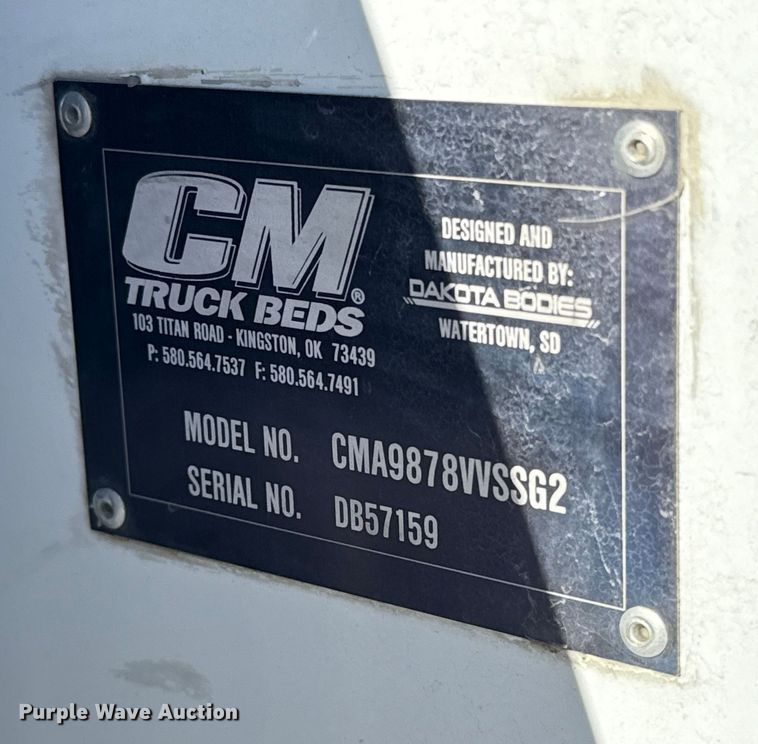 CM®
TRUCK BEDS
103 TITAN ROAD - KINGSTON, OK 73439
P: 580.564.7537 F: 580.564.7491
DESIGNED AND
MANUFACTURED BY:
DAKOTA BODIES
WATERTOWN, SD
MODEL NO. CMA9878VVSSG2
SERIAL NO. DB57159
Purple Wave Auction